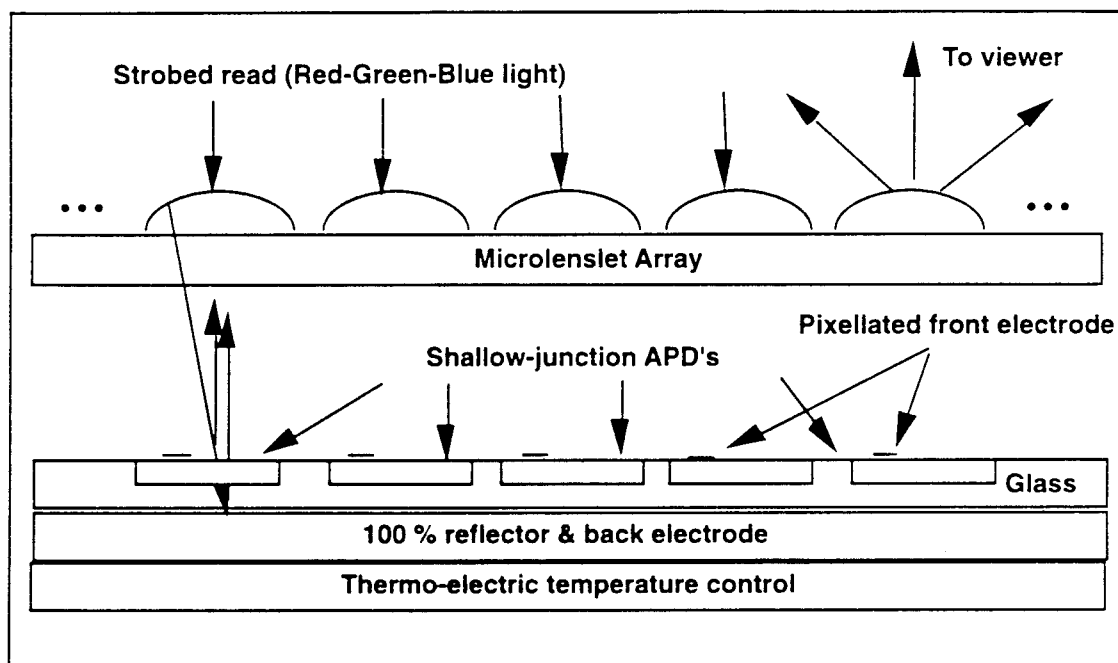 To viewer
Strobed read (Red-Green-Blue light)
•••
•••
Microlenslet Array
Pixellated front electrode
Shallow-junction APD's
Glass
100 % reflector & back electrode
Thermo-electric temperature control